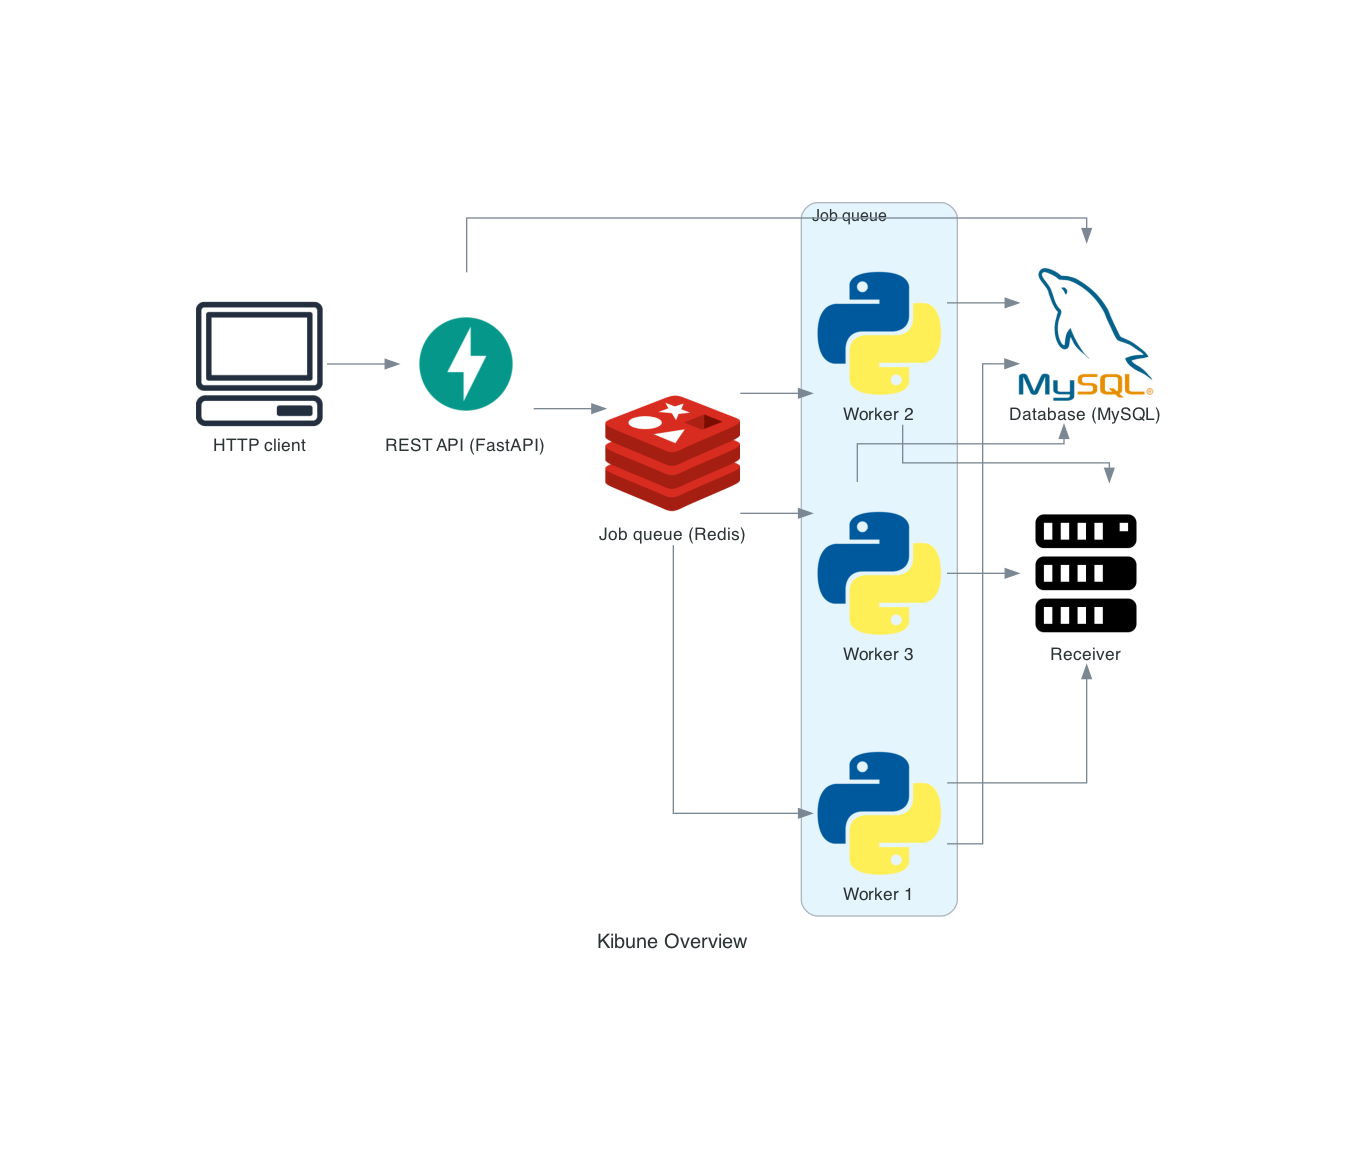 Job queue
HTTP client
REST API (FastAPI)
Job queue (Redis)
Worker 2
MySQL®
Database (MySQL)
Worker 3
Receiver
Worker 1
Kibune Overview